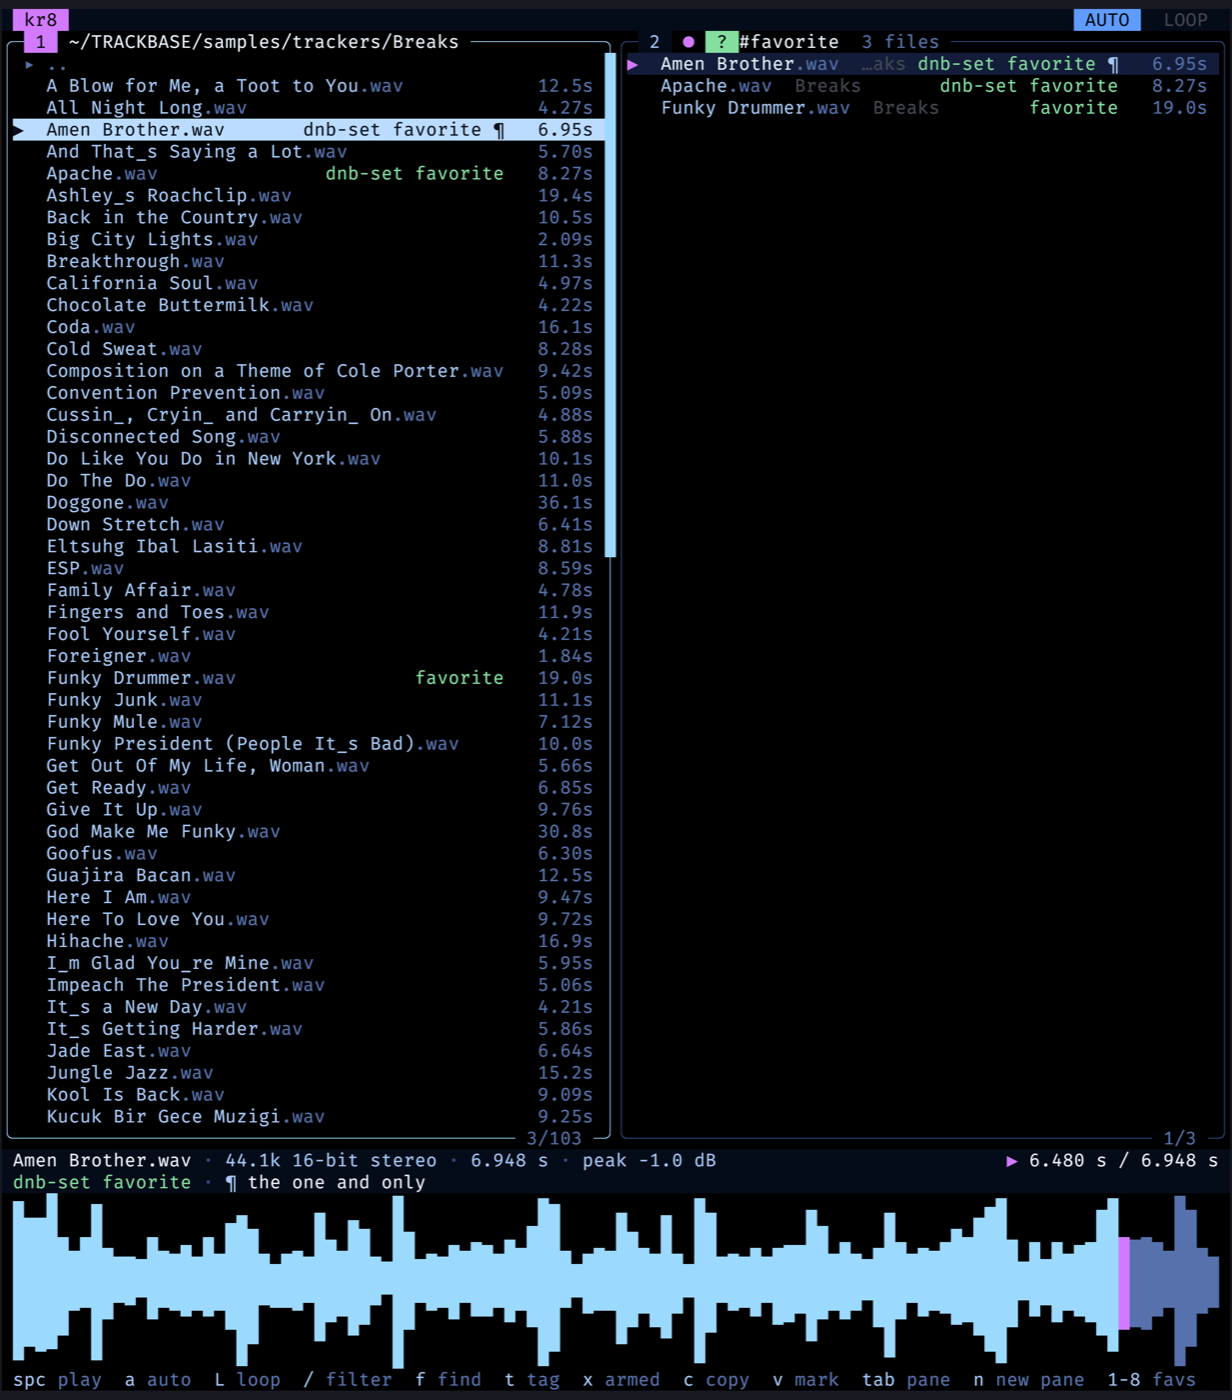 kr8 AUTO LOOP
1 ~/TRACKBASE/samples/trackers/Breaks
▸ ..
A Blow for Me, a Toot to You.wav 12.5s
All Night Long.wav 4.27s
▶ Amen Brother.wav dnb-set favorite ¶ 6.95s
And That_s Saying a Lot.wav 5.70s
Apache.wav dnb-set favorite 8.27s
Ashley_s Roachclip.wav 19.4s
Back in the Country.wav 10.5s
Big City Lights.wav 2.09s
Breakthrough.wav 11.3s
California Soul.wav 4.97s
Chocolate Buttermilk.wav 4.22s
Coda.wav 16.1s
Cold Sweat.wav 8.28s
Composition on a Theme of Cole Porter.wav 9.42s
Convention Prevention.wav 5.09s
Cussin_, Cryin_ and Carryin_ On.wav 4.88s
Disconnected Song.wav 5.88s
Do Like You Do in New York.wav 10.1s
Do The Do.wav 11.0s
Doggone.wav 36.1s
Down Stretch.wav 6.41s
Eltsuhg Ibal Lasiti.wav 8.81s
ESP.wav 8.59s
Family Affair.wav 4.78s
Fingers and Toes.wav 11.9s
Fool Yourself.wav 4.21s
Foreigner.wav 1.84s
Funky Drummer.wav favorite 19.0s
Funky Junk.wav 11.1s
Funky Mule.wav 7.12s
Funky President (People It_s Bad).wav 10.0s
Get Out Of My Life, Woman.wav 5.66s
Get Ready.wav 6.85s
Give It Up.wav 9.76s
God Make Me Funky.wav 30.8s
Goofus.wav 6.30s
Guajira Bacan.wav 12.5s
Here I Am.wav 9.47s
Here To Love You.wav 9.72s
Hihache.wav 16.9s
I_m Glad You_re Mine.wav 5.95s
Impeach The President.wav 5.06s
It_s a New Day.wav 4.21s
It_s Getting Harder.wav 5.86s
Jade East.wav 6.64s
Jungle Jazz.wav 15.2s
Kool Is Back.wav 9.09s
Kucuk Bir Gece Muzigi.wav 9.25s
3/103
2 ● ? #favorite 3 files
▶ Amen Brother.wav …aks dnb-set favorite ¶ 6.95s
Apache.wav Breaks dnb-set favorite 8.27s
Funky Drummer.wav Breaks favorite 19.0s
1/3
Amen Brother.wav · 44.1k 16-bit stereo · 6.948 s · peak -1.0 dB ▶ 6.480 s / 6.948 s
dnb-set favorite · ¶ the one and only
spc play a auto L loop / filter f find t tag x armed c copy v mark tab pane n new pane 1-8 favs